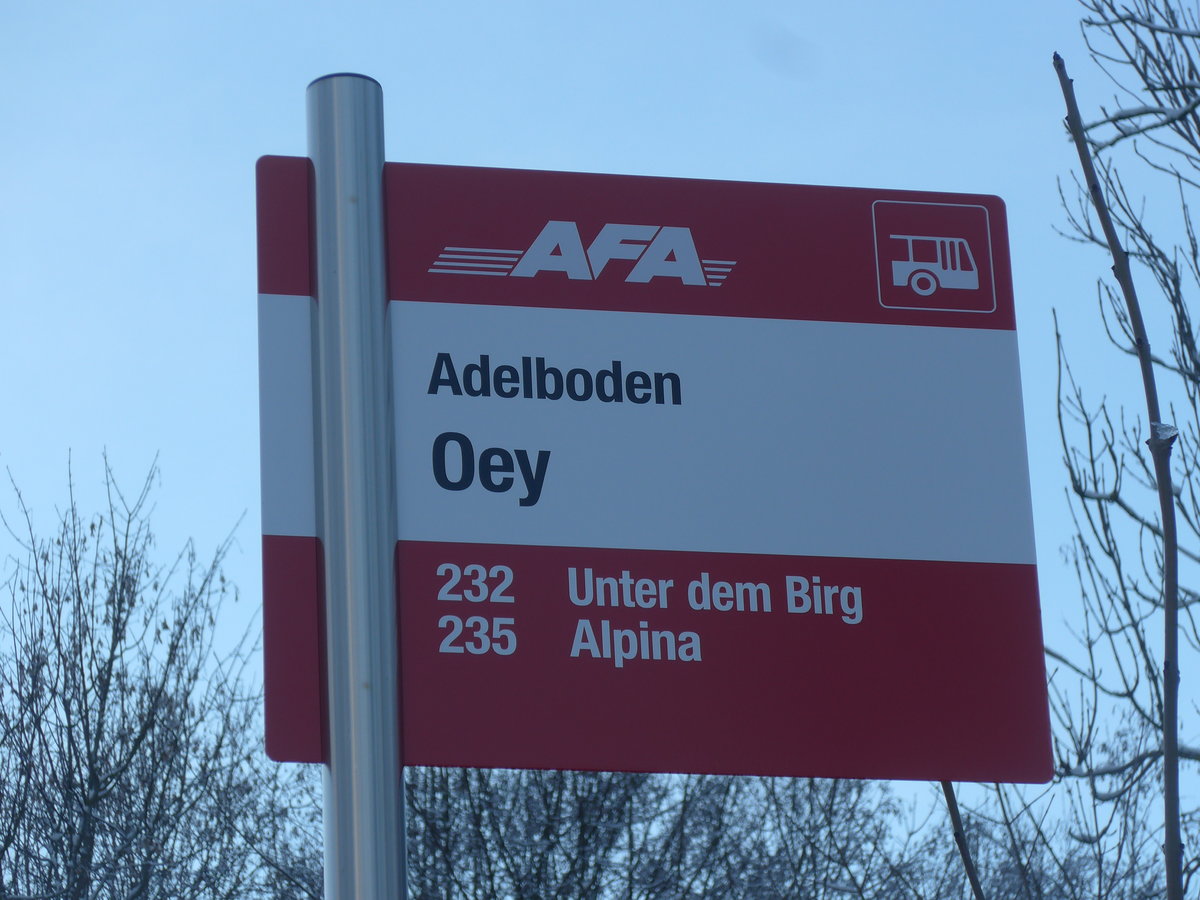 AFA
Adelboden
Oey
232 Unter dem Birg
235 Alpina